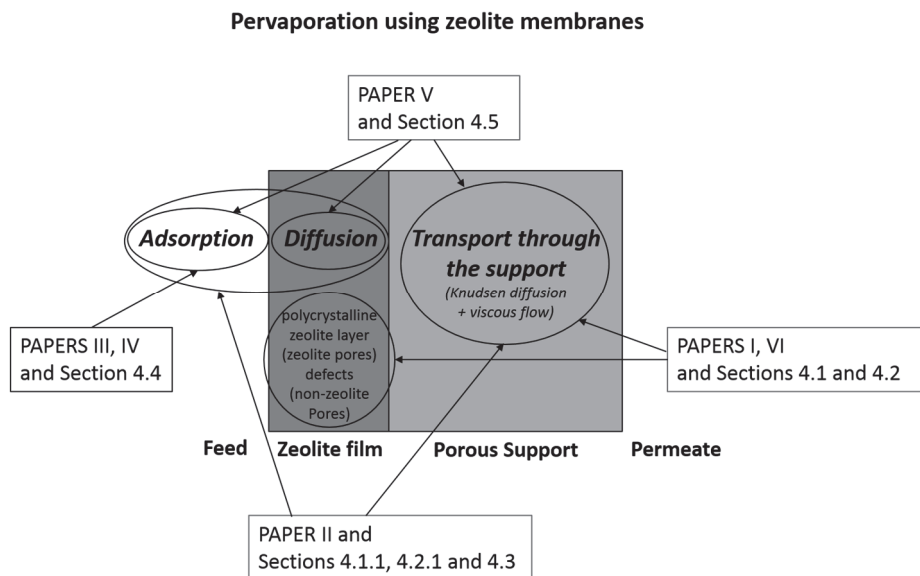 Pervaporation using zeolite membranes
PAPER V
and Section 4.5
Adsorption
Diffusion
Transport through
the support
(Knudsen diffusion
+ viscous flow)
polycrystalline
zeolite layer
(zeolite pores)
defects
(non-zeolite
Pores)
PAPERS III, IV
and Section 4.4
PAPERS I, VI
and Sections 4.1 and 4.2
Feed
Zeolite film
Porous Support
Permeate
PAPER II and
Sections 4.1.1, 4.2.1 and 4.3